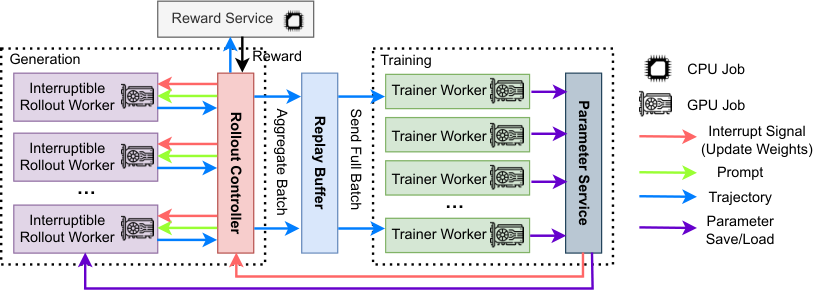 Reward Service
Reward
Generation
Interruptible
Rollout Worker
Interruptible
Rollout Worker
...
Interruptible
Rollout Worker
Rollout Controller
Aggregate Batch
Replay Buffer
Send Full Batch
Training
Trainer Worker
Trainer Worker
Trainer Worker
...
Trainer Worker
Parameter Service
CPU Job
GPU Job
Interrupt Signal
(Update Weights)
Prompt
Trajectory
Parameter
Save/Load